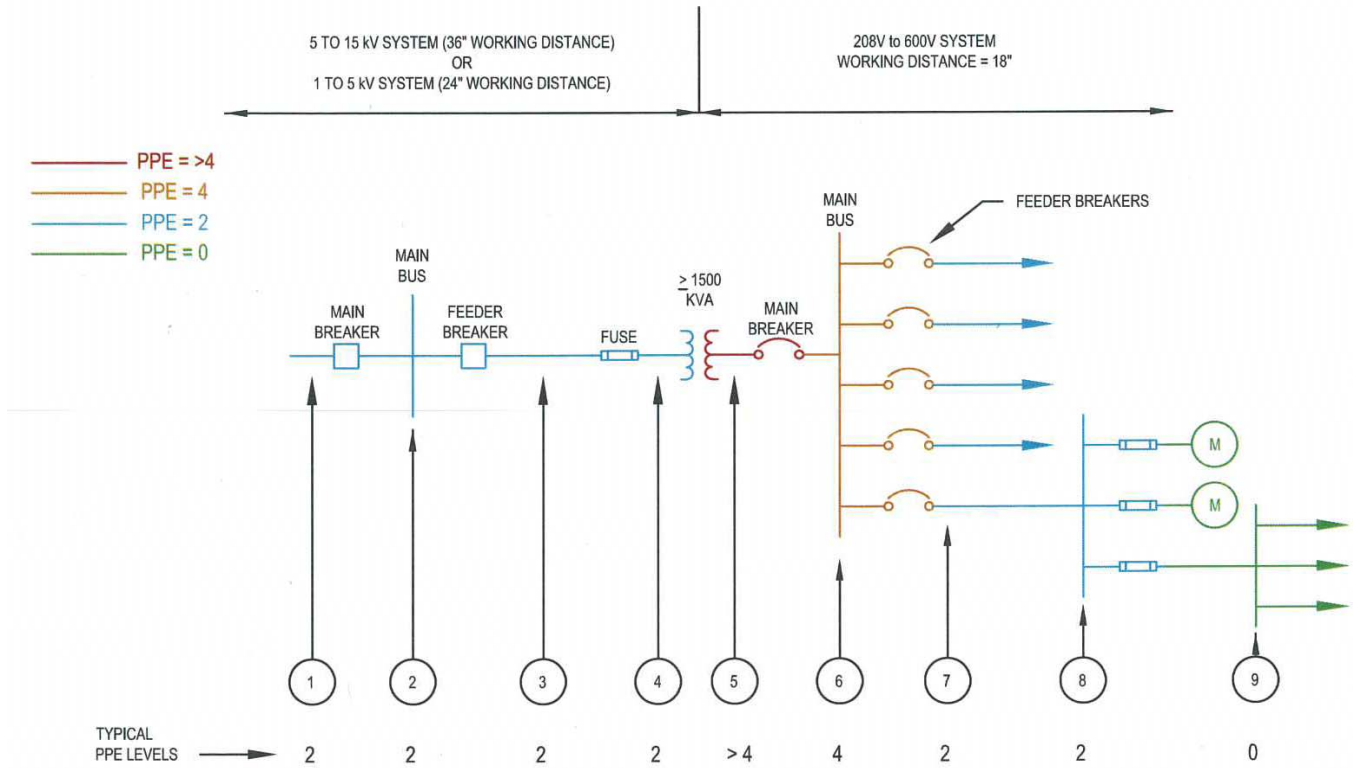 5 TO 15 kV SYSTEM (36" WORKING DISTANCE)
OR
1 TO 5 kV SYSTEM (24" WORKING DISTANCE)
208V to 600V SYSTEM
WORKING DISTANCE = 18"
PPE = >4
PPE = 4
PPE = 2
PPE = 0
MAIN
BREAKER
MAIN
BUS
FEEDER
BREAKER
FUSE
≥ 1500
KVA
MAIN
BREAKER
MAIN
BUS
FEEDER BREAKERS
M
M
1
2
3
4
5
6
7
8
9
TYPICAL
PPE LEVELS
2
2
2
2
> 4
4
2
2
0